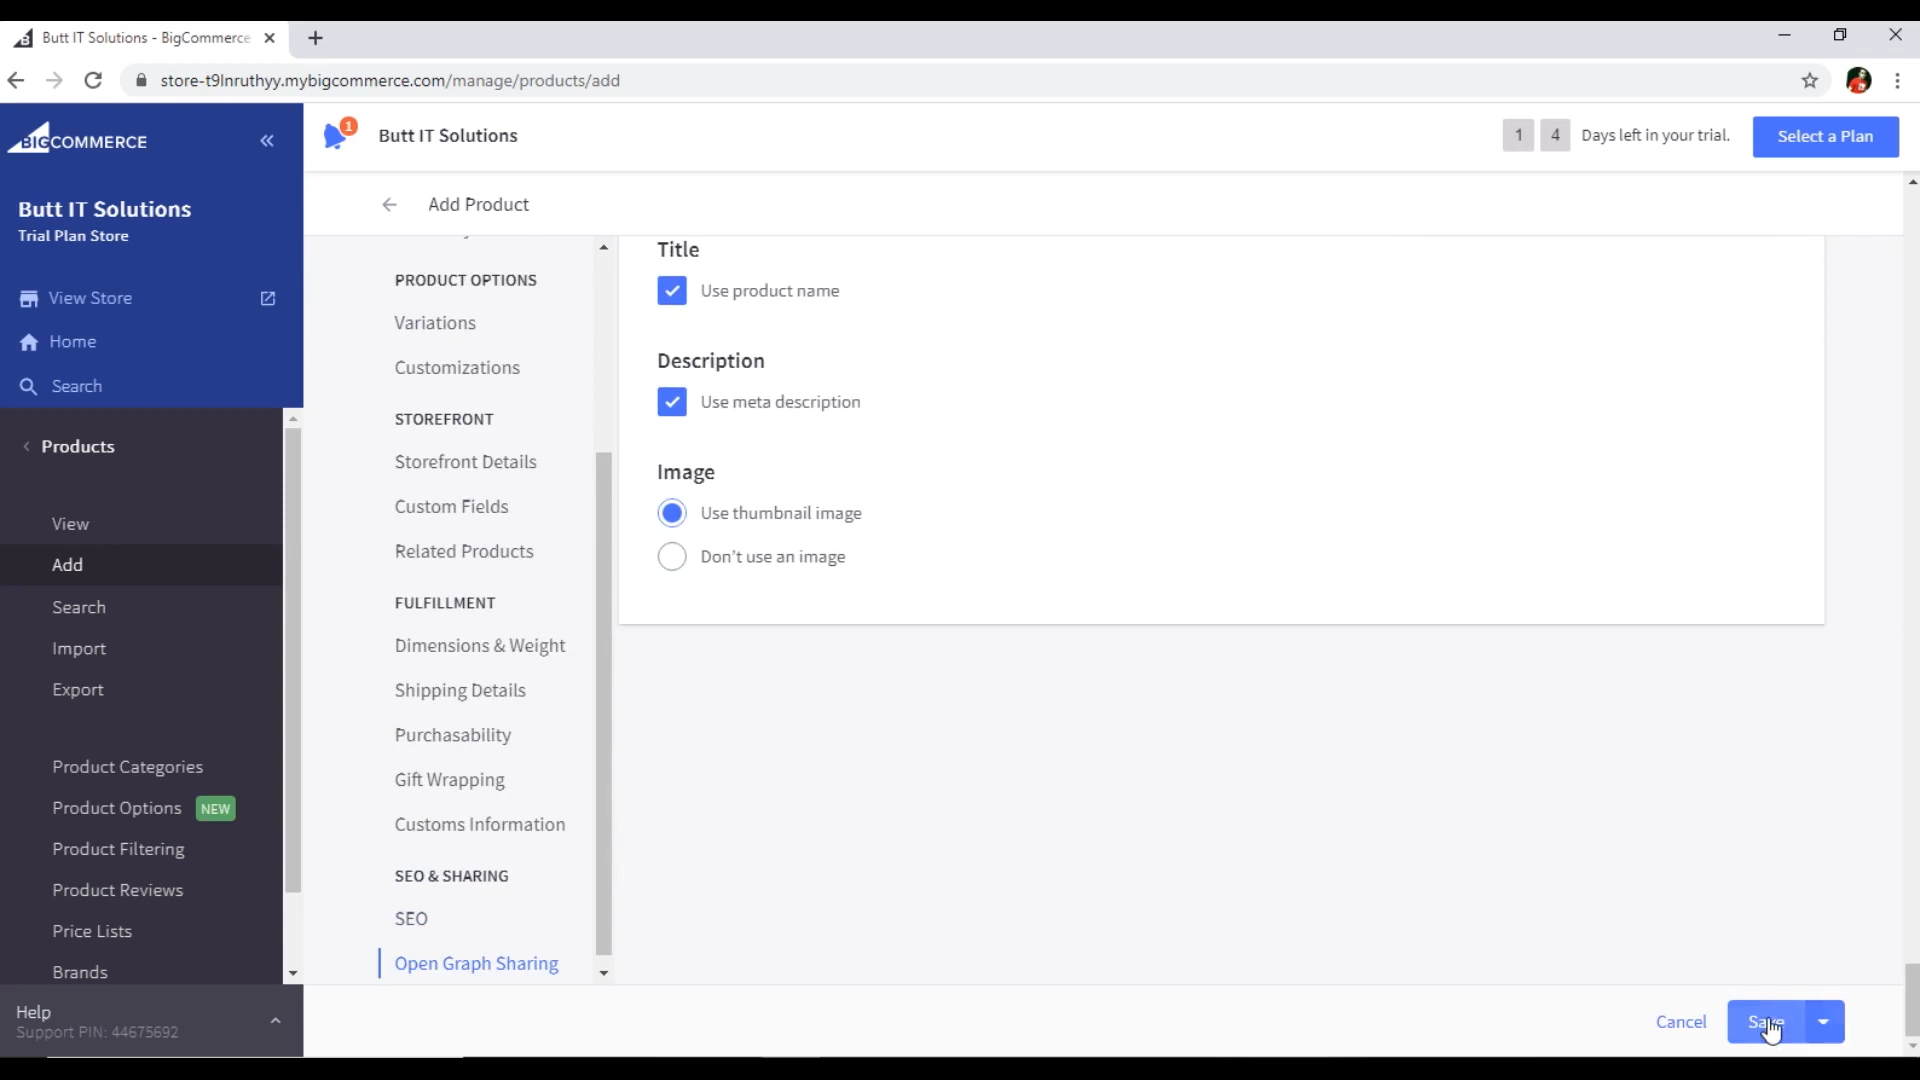 Butt IT Solutions - BigCommerce
store-t9lnruthyy.mybigcommerce.com/manage/products/add
BIGCOMMERCE
Butt IT Solutions
Trial Plan Store
View Store
Home
Search
Products
View
Add
Search
Import
Export
Product Categories
Product Options NEW
Product Filtering
Product Reviews
Price Lists
Brands
Help
Support PIN: 44675692
1
Butt IT Solutions
1 4 Days left in your trial.
Select a Plan
Add Product
PRODUCT OPTIONS
Variations
Customizations
STOREFRONT
Storefront Details
Custom Fields
Related Products
FULFILLMENT
Dimensions & Weight
Shipping Details
Purchasability
Gift Wrapping
Customs Information
SEO & SHARING
SEO
Open Graph Sharing
Title
Use product name
Description
Use meta description
Image
Use thumbnail image
Don't use an image
Cancel
Save